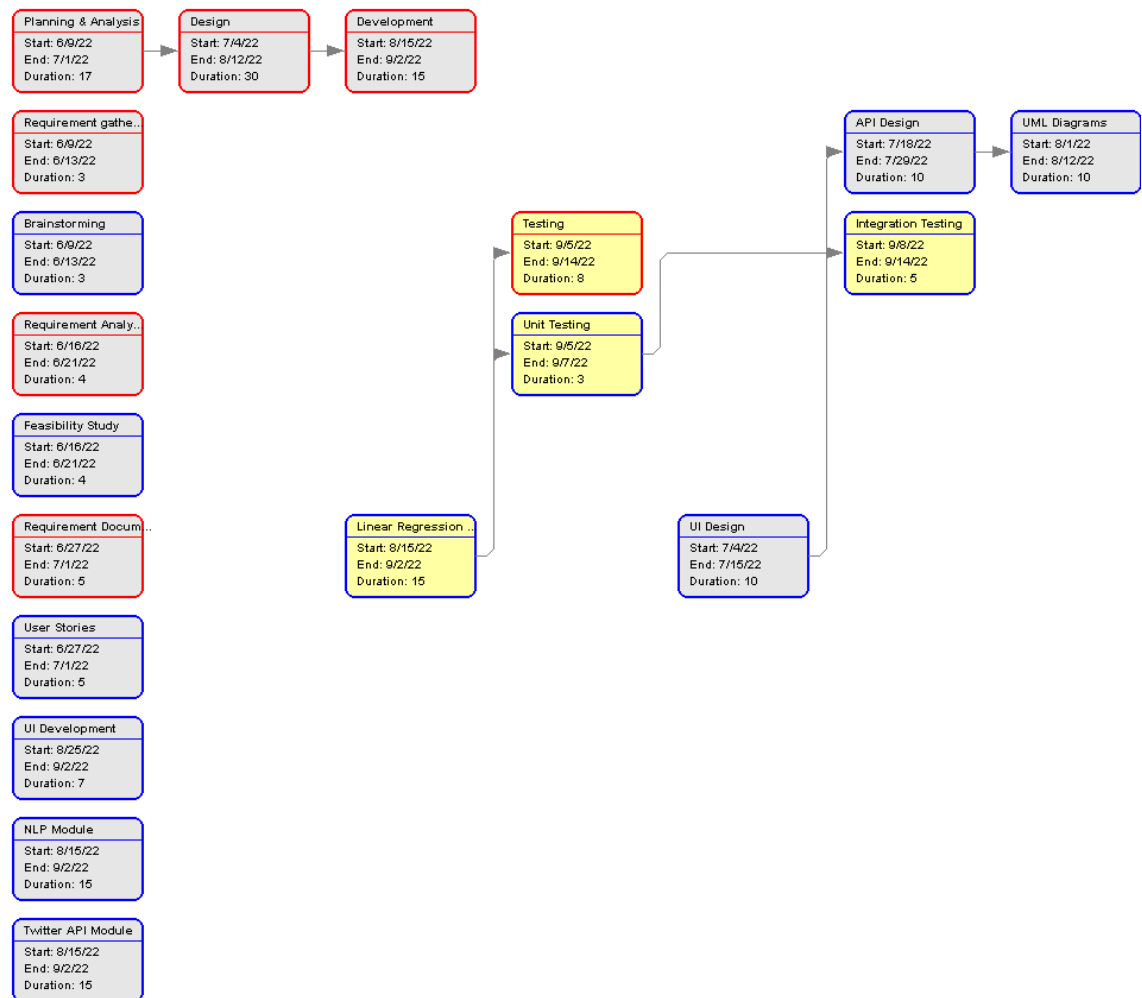 Planning & Analysis
Start: 6/9/22
End: 7/1/22
Duration: 17
Design
Start: 7/4/22
End: 8/12/22
Duration: 30
Development
Start: 8/15/22
End: 9/2/22
Duration: 15
Requirement gathe...
Start: 6/9/22
End: 6/13/22
Duration: 3
API Design
Start: 7/18/22
End: 7/29/22
Duration: 10
UML Diagrams
Start: 8/1/22
End: 8/12/22
Duration: 10
Brainstorming
Start: 6/9/22
End: 6/13/22
Duration: 3
Testing
Start: 9/5/22
End: 9/14/22
Duration: 8
Integration Testing
Start: 9/8/22
End: 9/14/22
Duration: 5
Requirement Analy...
Start: 6/16/22
End: 6/21/22
Duration: 4
Unit Testing
Start: 9/5/22
End: 9/7/22
Duration: 3
Feasibility Study
Start: 6/16/22
End: 6/21/22
Duration: 4
Requirement Docum...
Start: 6/27/22
End: 7/1/22
Duration: 5
Linear Regression ...
Start: 8/15/22
End: 9/2/22
Duration: 15
UI Design
Start: 7/4/22
End: 7/15/22
Duration: 10
User Stories
Start: 6/27/22
End: 7/1/22
Duration: 5
UI Development
Start: 8/25/22
End: 9/2/22
Duration: 7
NLP Module
Start: 8/15/22
End: 9/2/22
Duration: 15
Twitter API Module
Start: 8/15/22
End: 9/2/22
Duration: 15